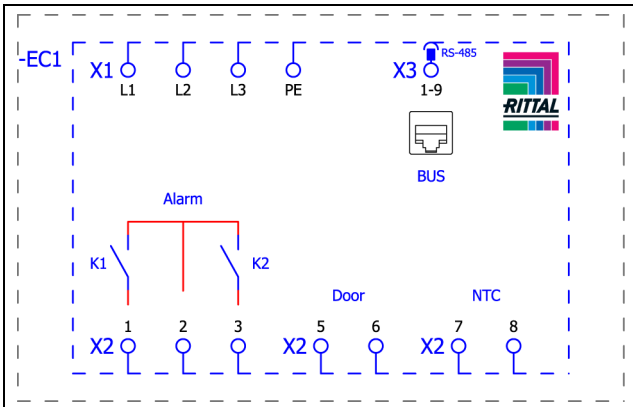 -EC1
X1
L1
L2
L3
PE
X3
RS-485
1-9
RITTAL
BUS
Alarm
K1
K2
Door
NTC
X2
1
2
3
X2
5
6
X2
7
8